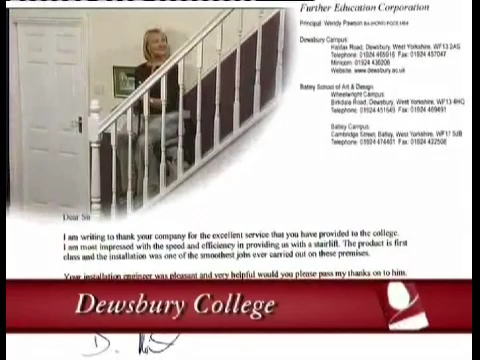 Further Education Corporation
Principal: Wendy Pawson
Dewsbury Campus:
Halifax Road, Dewsbury, West Yorkshire, WF13 2AS
Telephone: 01924 465916 Fax: 01924 457047
Minicom: 01924 436206
Website: www.dewsbury.ac.uk
Batley School of Art & Design
Wheelwright Campus:
Birkdale Road, Dewsbury, West Yorkshire, WF13 4HQ
Telephone: 01924 451649 Fax: 01924 469491
Batley Campus:
Cambridge Street, Batley, West Yorkshire, WF17 5JB
Telephone: 01924 474401 Fax: 01924 422508
Dear Sir
I am writing to thank your company for the excellent service that you have provided to the college.
I am most impressed with the speed and efficiency in providing us with a stairlift. The product is first
class and the installation was one of the smoothest jobs ever carried out on these premises.
Your installation engineer was pleasant and very helpful would you please pass my thanks on to him.
Dewsbury College
D.